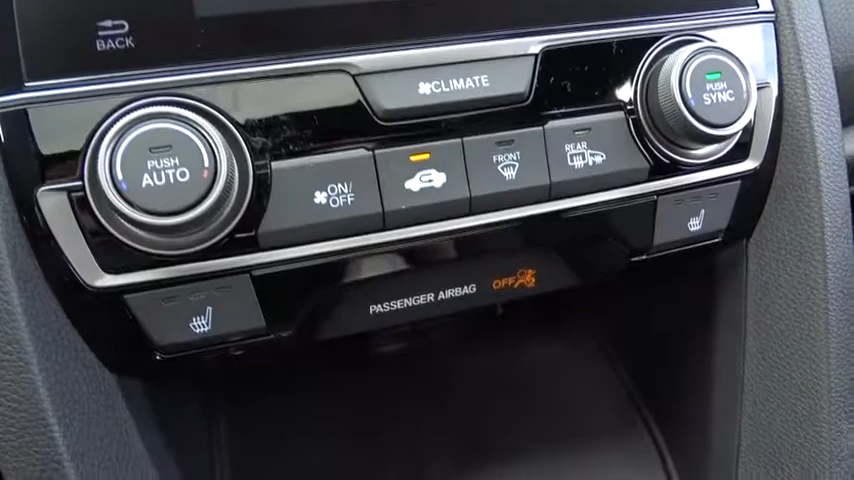 BACK
CLIMATE
PUSH
SYNC
PUSH
AUTO
ON/
OFF
FRONT
REAR
PASSENGER AIRBAG OFF